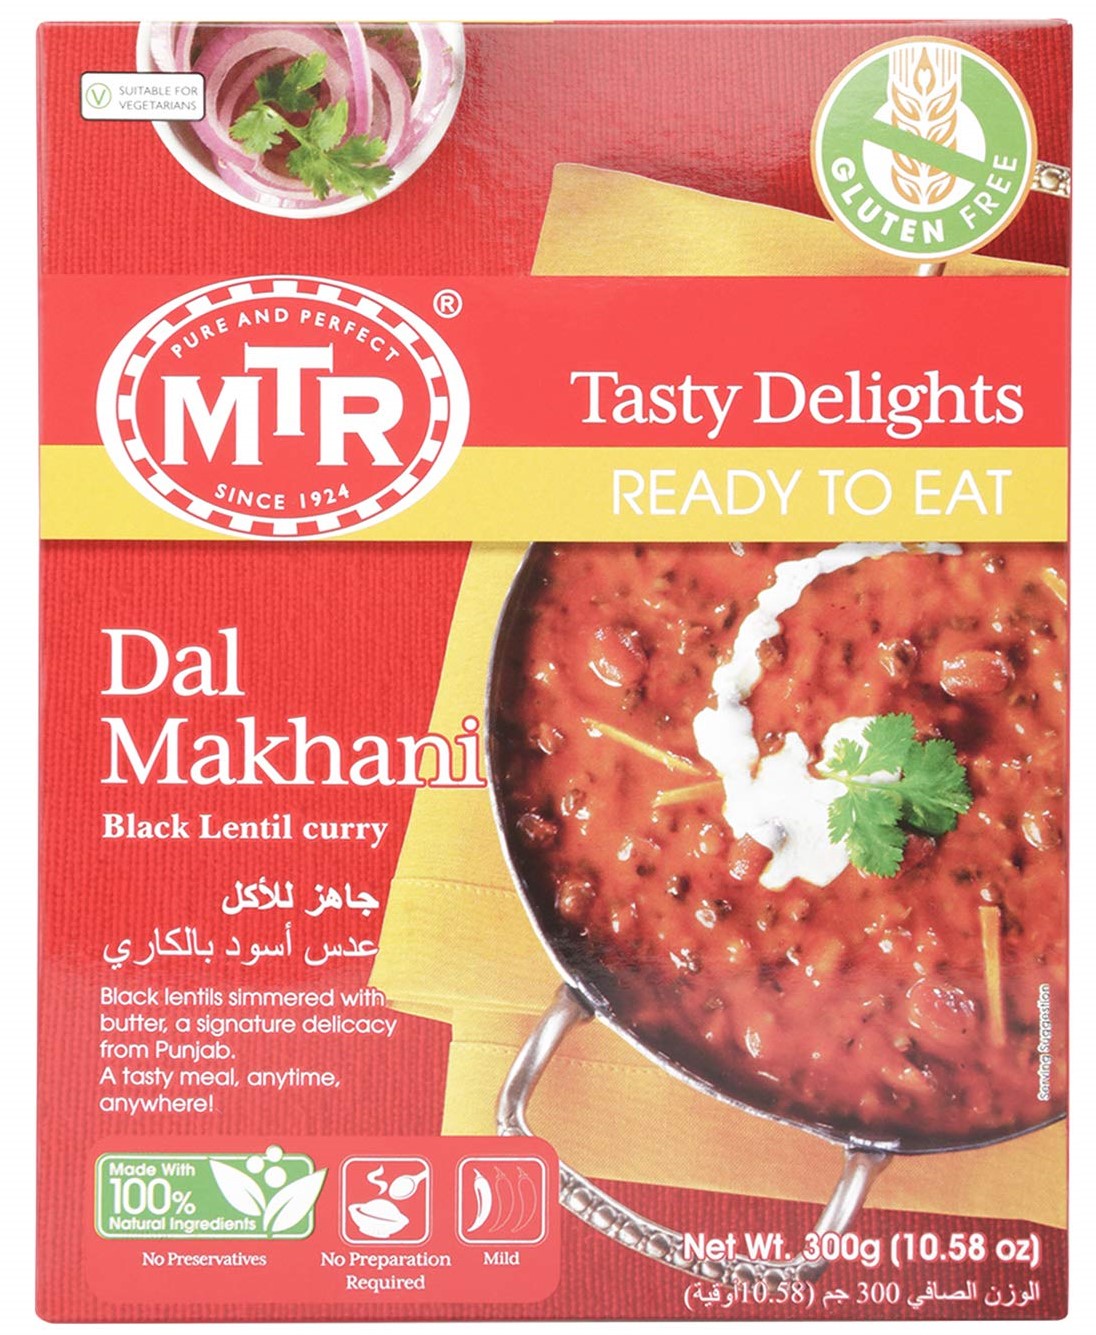 SUITABLE FOR
VEGETARIANS
GLUTEN FREE
®
PURE AND PERFECT
MTR
SINCE 1924
Tasty Delights
READY TO EAT
Dal
Makhani
Black Lentil curry
جاهز للأكل
عدس أسود بالكاري
Black lentils simmered with
butter, a signature delicacy
from Punjab.
A tasty meal, anytime,
anywhere!
Serving Suggestion
Made With
100%
Natural Ingredients
No Preservatives
No Preparation
Required
Mild
Net Wt. 300g (10.58 oz)
الوزن الصافي 300 جم (10.58أوقية)